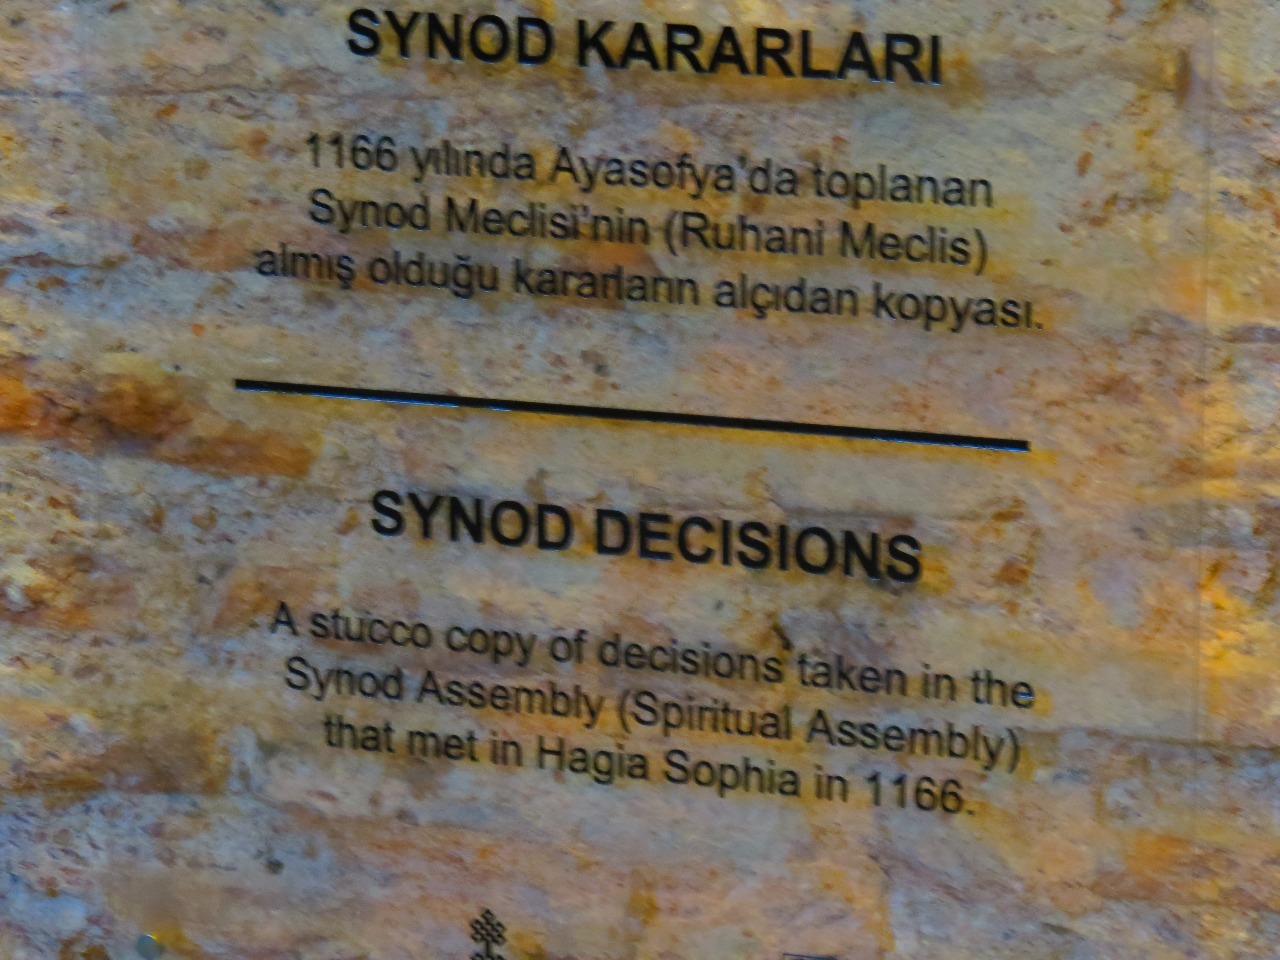 SYNOD KARARLARI
1166 yılında Ayasofya'da toplanan
Synod Meclisi'nin (Ruhani Meclis)
almış olduğu kararların alçıdan kopyası.
SYNOD DECISIONS
A stucco copy of decisions taken in the
Synod Assembly (Spiritual Assembly)
that met in Hagia Sophia in 1166.